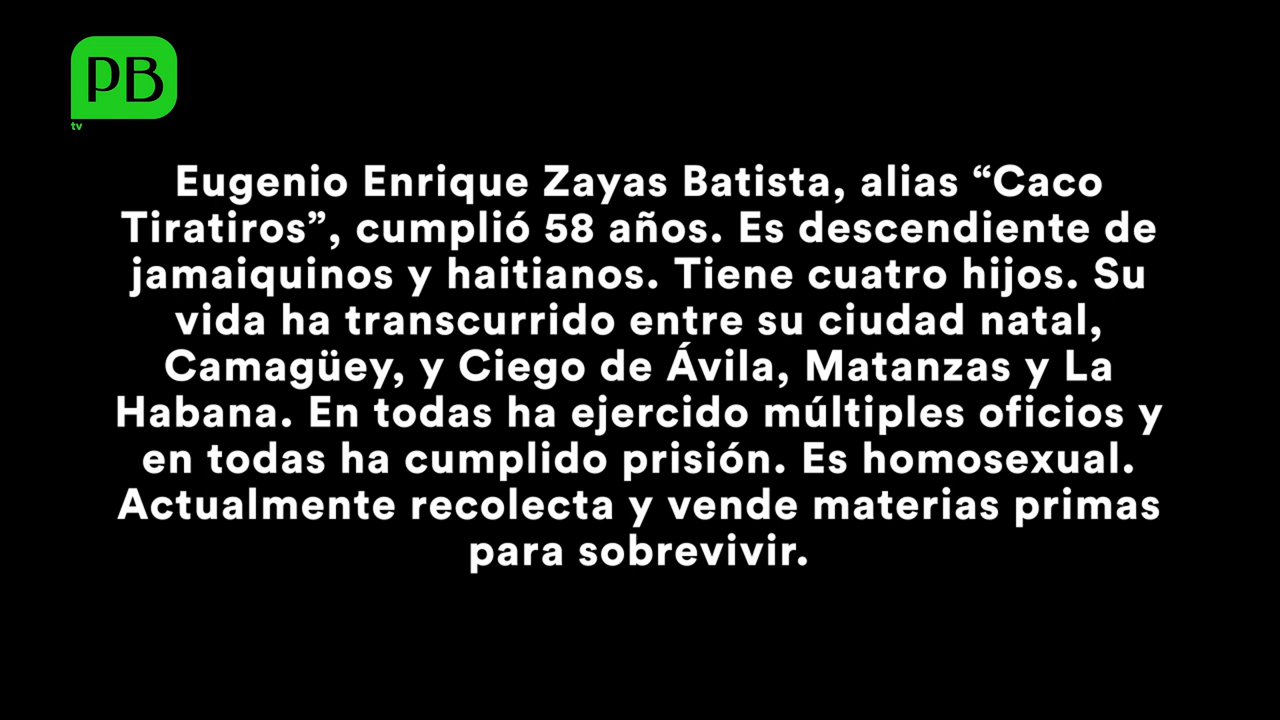 PB
tv
Eugenio Enrique Zayas Batista, alias “Caco
Tiratiros”, cumplió 58 años. Es descendiente de
jamaiquinos y haitianos. Tiene cuatro hijos. Su
vida ha transcurrido entre su ciudad natal,
Camagüey, y Ciego de Ávila, Matanzas y La
Habana. En todas ha ejercido múltiples oficios y
en todas ha cumplido prisión. Es homosexual.
Actualmente recolecta y vende materias primas
para sobrevivir.